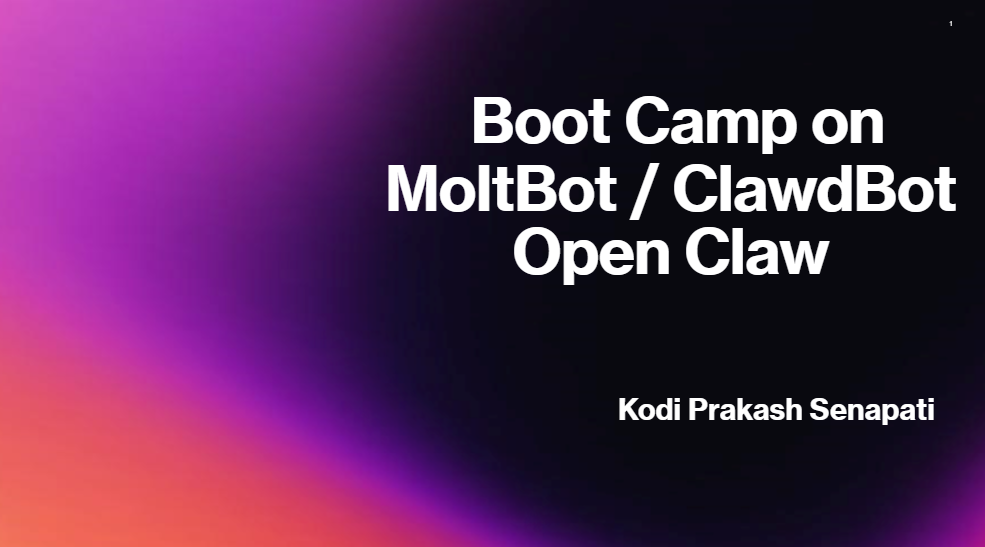 1
Boot Camp on
MoltBot / ClawdBot
Open Claw
Kodi Prakash Senapati